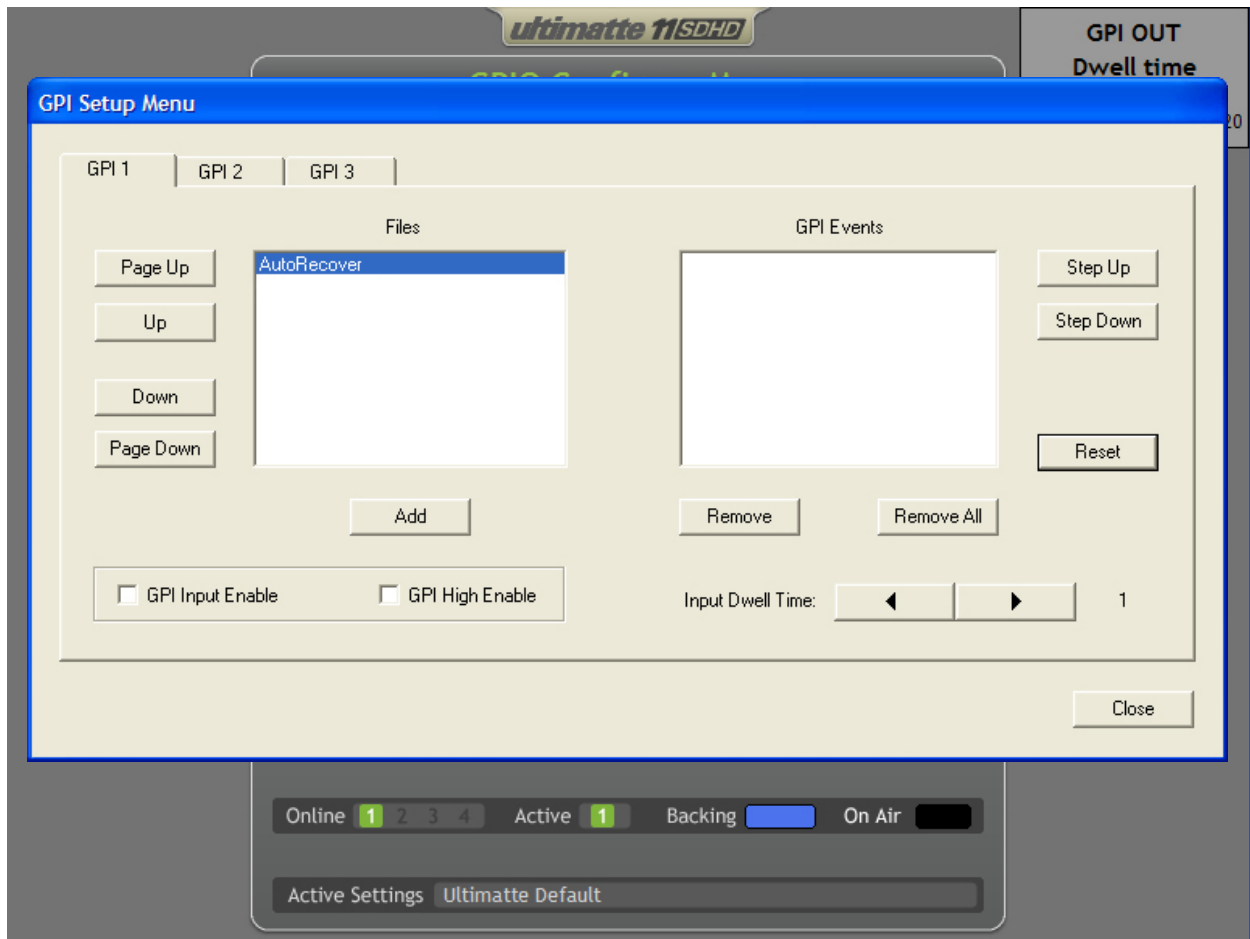 ultimatte 11 SDHD
GPI OUT
Dwell time
20
GPI Setup Menu
GPI 1
GPI 2
GPI 3
Files
GPI Events
Page Up
AutoRecover
Step Up
Up
Step Down
Down
Page Down
Reset
Add
Remove
Remove All
GPI Input Enable
GPI High Enable
Input Dwell Time:
1
Close
Online 1 2 3 4 Active 1 Backing On Air
Active Settings Ultimatte Default